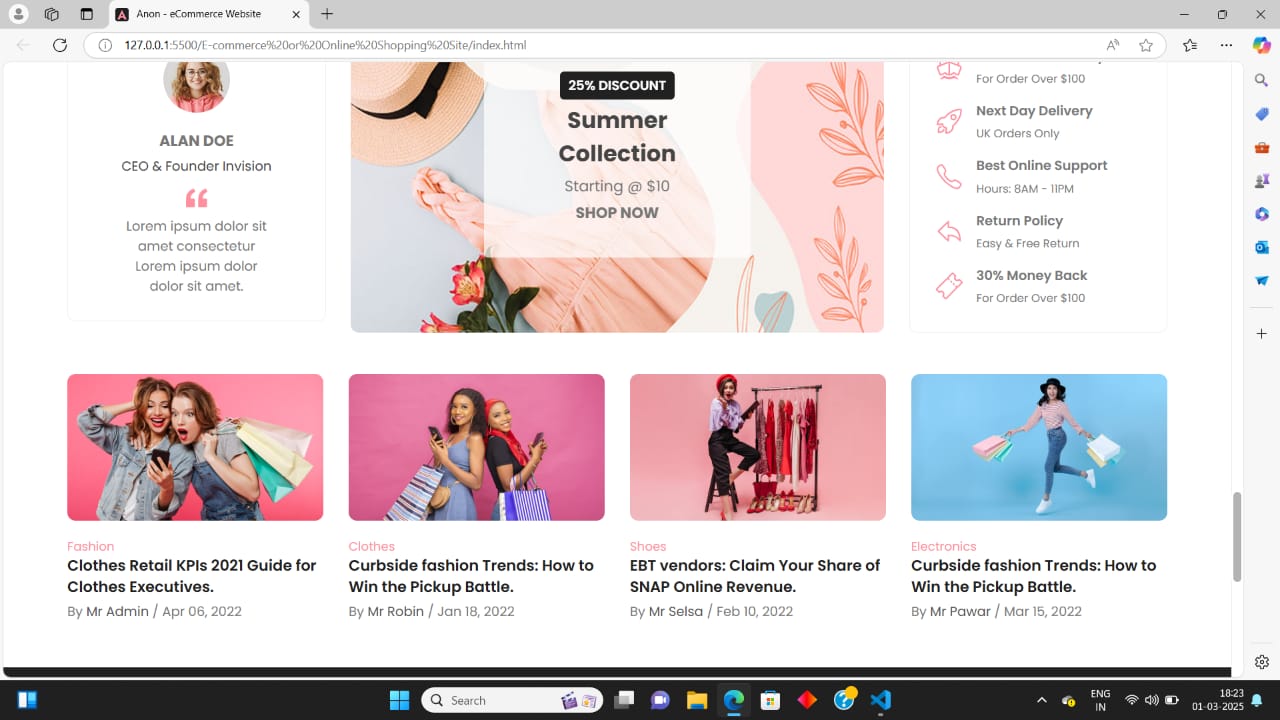 Anon - eCommerce Website
127.0.0.1:5500/E-commerce%20or%20Online%20Shopping%20Site/index.html
ALAN DOE
CEO & Founder Invision
Lorem ipsum dolor sit
amet consectetur
Lorem ipsum dolor
dolor sit amet.
25% DISCOUNT
Summer
Collection
Starting @ $10
SHOP NOW
For Order Over $100
Next Day Delivery
UK Orders Only
Best Online Support
Hours: 8AM - 11PM
Return Policy
Easy & Free Return
30% Money Back
For Order Over $100
Fashion
Clothes Retail KPIs 2021 Guide for
Clothes Executives.
By Mr Admin / Apr 06, 2022
Clothes
Curbside fashion Trends: How to
Win the Pickup Battle.
By Mr Robin / Jan 18, 2022
Shoes
EBT vendors: Claim Your Share of
SNAP Online Revenue.
By Mr Selsa / Feb 10, 2022
Electronics
Curbside fashion Trends: How to
Win the Pickup Battle.
By Mr Pawar / Mar 15, 2022
Search
ENG
IN
18:23
01-03-2025